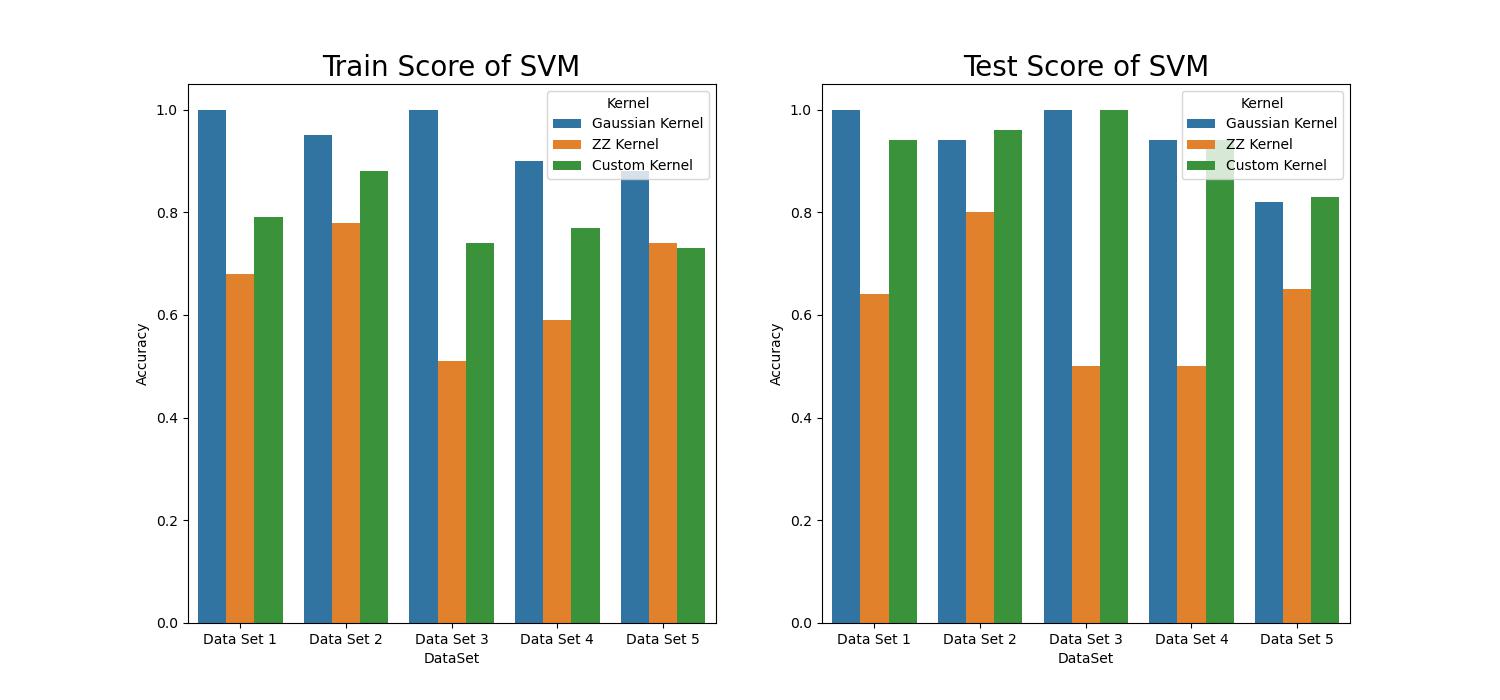 Train Score of SVM
Kernel
Gaussian Kernel
ZZ Kernel
Custom Kernel
1.0
0.8
0.6
0.4
0.2
0.0
Accuracy
Data Set 1 Data Set 2 Data Set 3 Data Set 4 Data Set 5
DataSet
Test Score of SVM
Kernel
Gaussian Kernel
ZZ Kernel
Custom Kernel
1.0
0.8
0.6
0.4
0.2
0.0
Accuracy
Data Set 1 Data Set 2 Data Set 3 Data Set 4 Data Set 5
DataSet